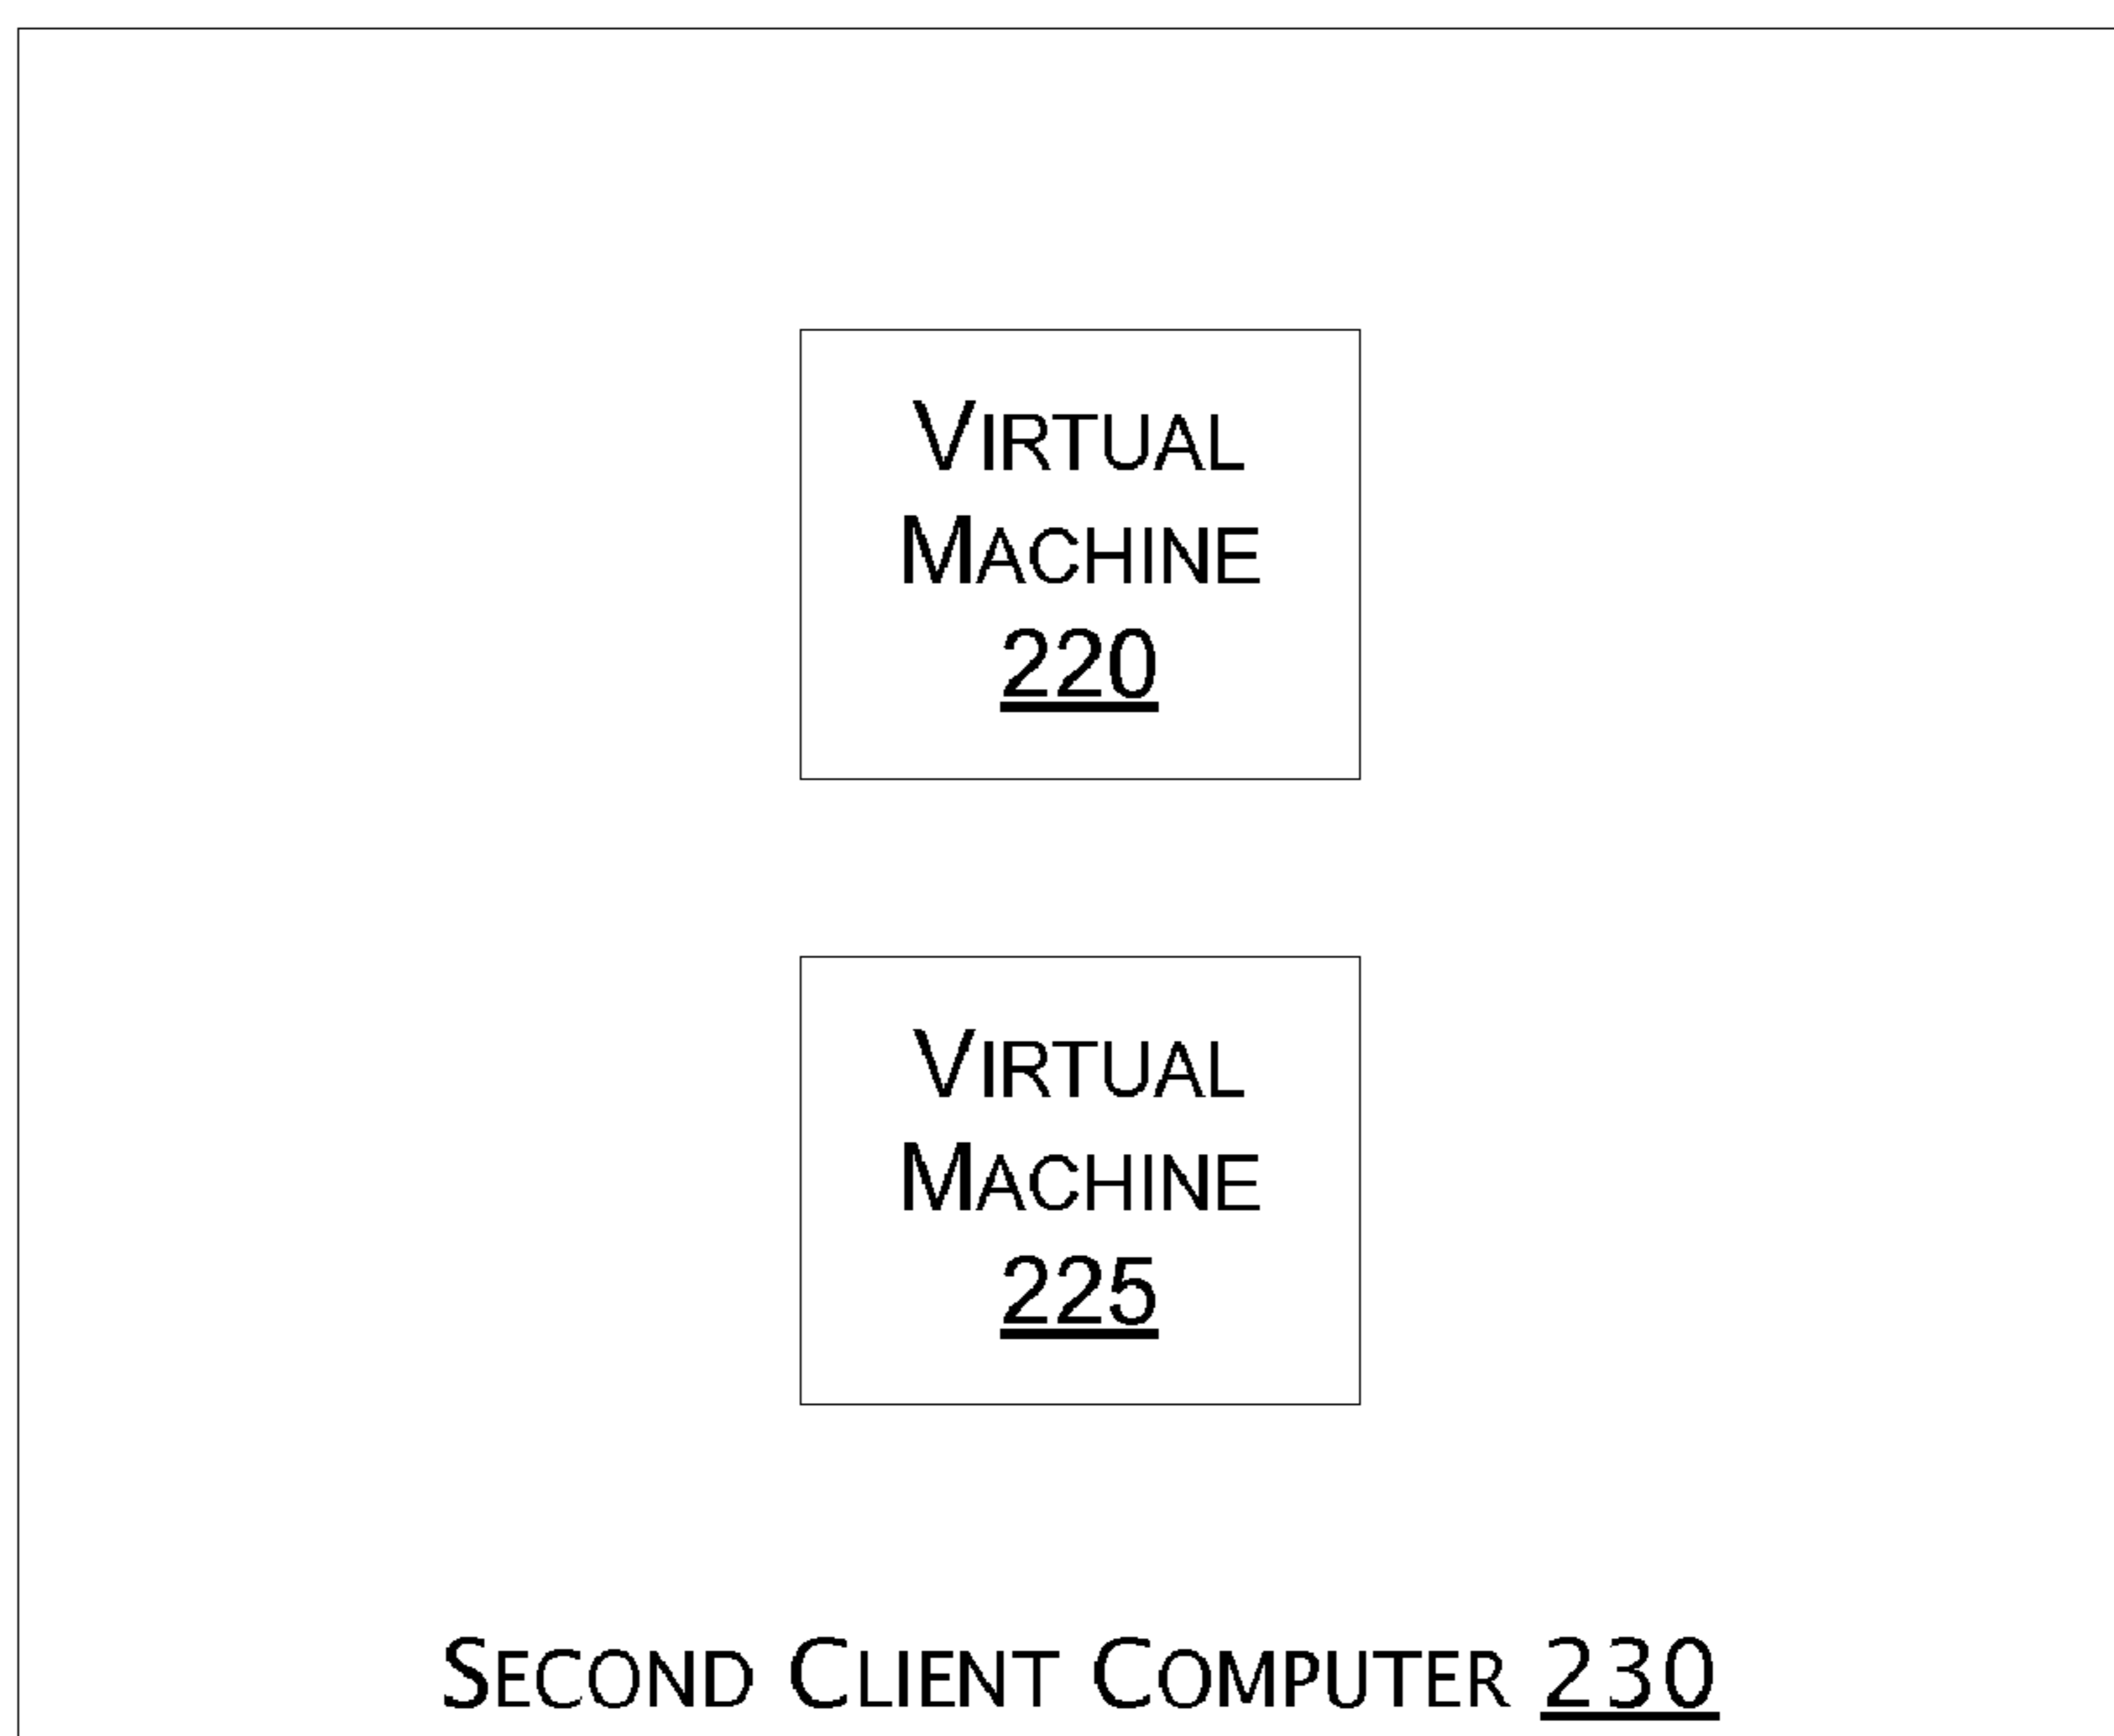 VIRTUAL
MACHINE
220
VIRTUAL
MACHINE
225
SECOND CLIENT COMPUTER 230